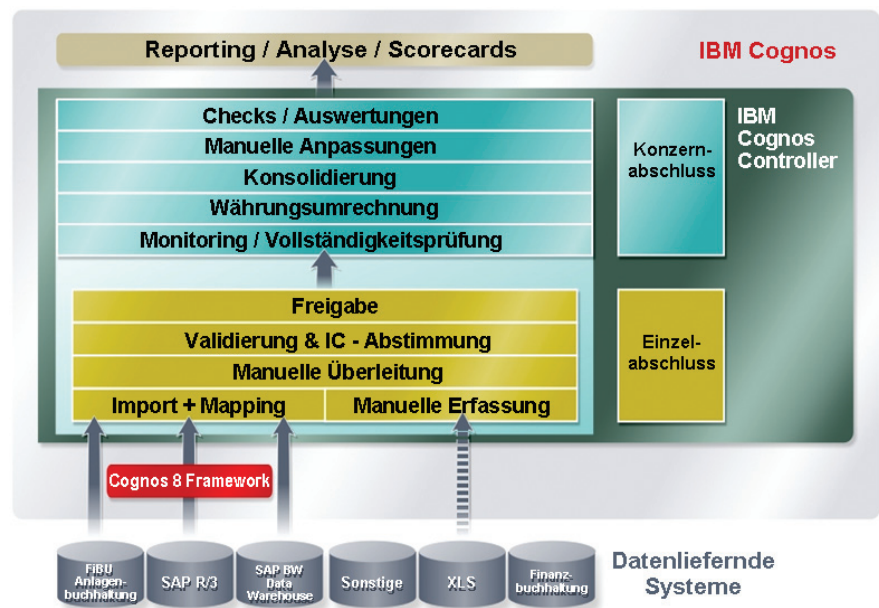 Reporting / Analyse / Scorecards
IBM Cognos
Checks / Auswertungen
Manuelle Anpassungen
Konsolidierung
Währungsumrechnung
Monitoring / Vollständigkeitsprüfung
Konzern-
abschluss
IBM
Cognos
Controller
Freigabe
Validierung & IC - Abstimmung
Manuelle Überleitung
Import + Mapping
Manuelle Erfassung
Einzel-
abschluss
Cognos 8 Framework
FiBU
Anlagen-
buchhaltung
SAP R/3
SAP BW
Data
Warehouse
Sonstige
XLS
Finanz-
buchhaltung
Datenliefernde
Systeme